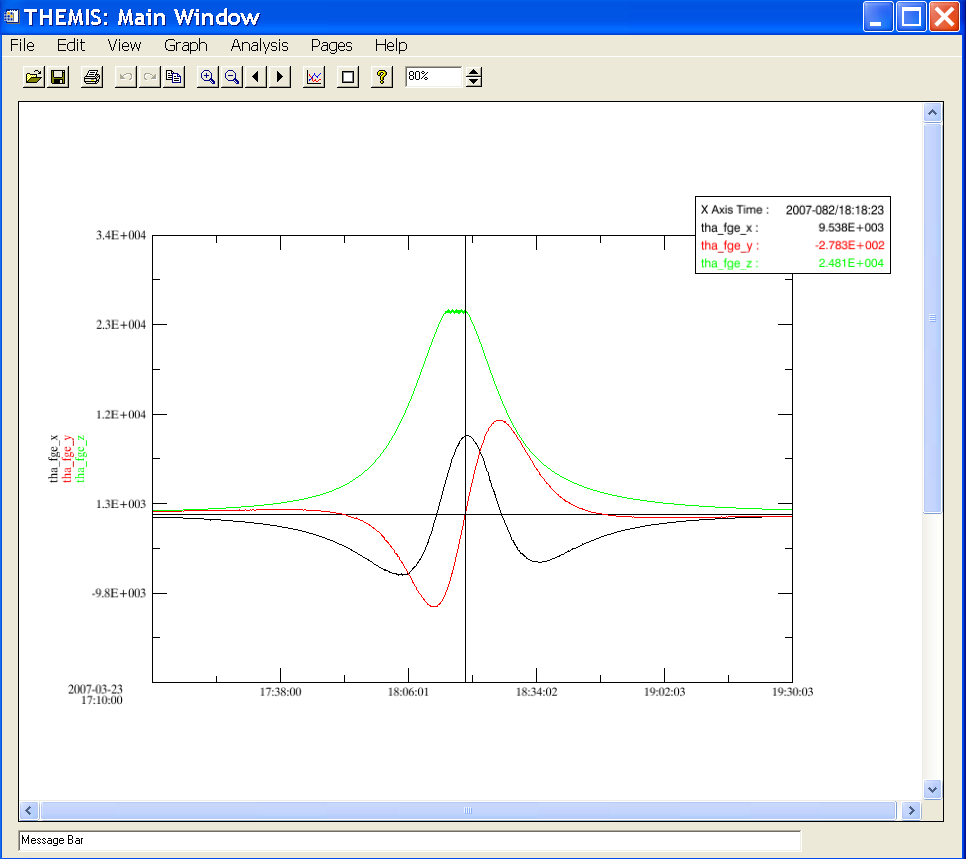 THEMIS: Main Window
File Edit View Graph Analysis Pages Help
80%
X Axis Time : 2007-082/18:18:23
tha_fge_x : 9.538E+003
tha_fge_y : -2.783E+002
tha_fge_z : 2.481E+004
3.4E+004
2.3E+004
1.2E+004
1.3E+003
-9.8E+003
tha_fge_x
tha_fge_y
tha_fge_z
2007-03-23
17:10:00
17:38:00 18:06:01 18:34:02 19:02:03 19:30:03
Message Bar